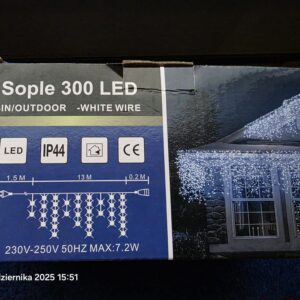 Sople 300 LED
IN/OUTDOOR -WHITE WIRE
LED IP44 CE
1.5 M 13 M 0.2 M
230V-250V 50HZ MAX:7.2W
dziernika 2025 15:51